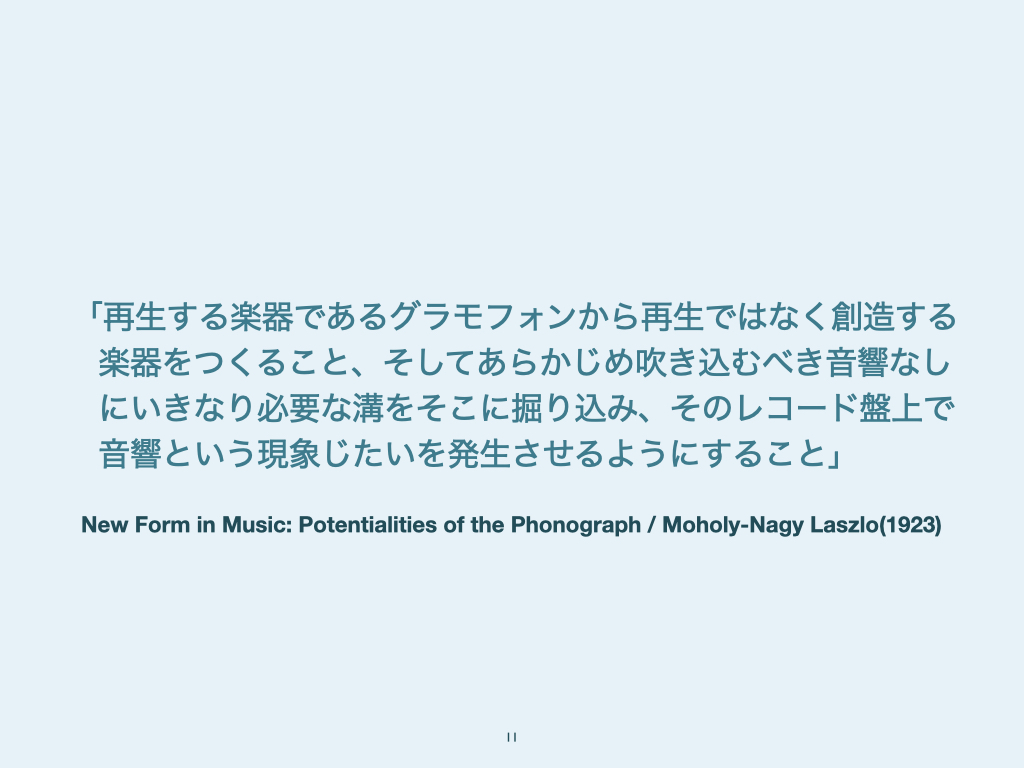 「再生する楽器であるグラモフォンから再生ではなく創造する
楽器をつくること、そしてあらかじめ吹き込むべき音響なし
にいきなり必要な溝をそこに掘り込み、そのレコード盤上で
音響という現象じたいを発生させるようにすること」
New Form in Music: Potentialities of the Phonograph / Moholy-Nagy Laszlo(1923)
11